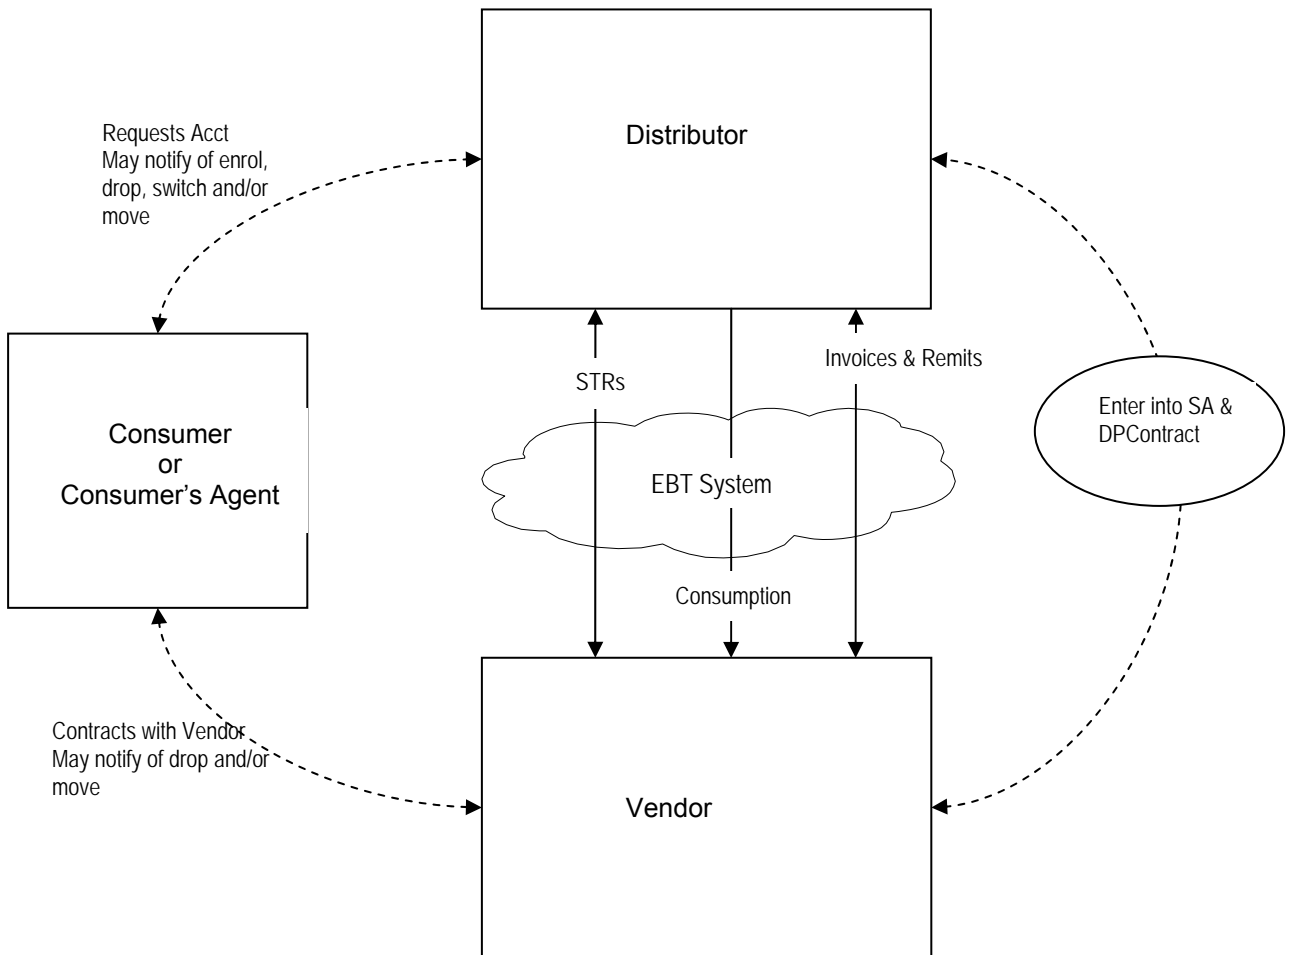 Distributor
Requests Acct
May notify of enrol,
drop, switch and/or
move
Invoices & Remits
STRs
Enter into SA &
DPContract
Consumer
or
Consumer’s Agent
EBT System
Consumption
Contracts with Vendor
May notify of drop and/or
move
Vendor